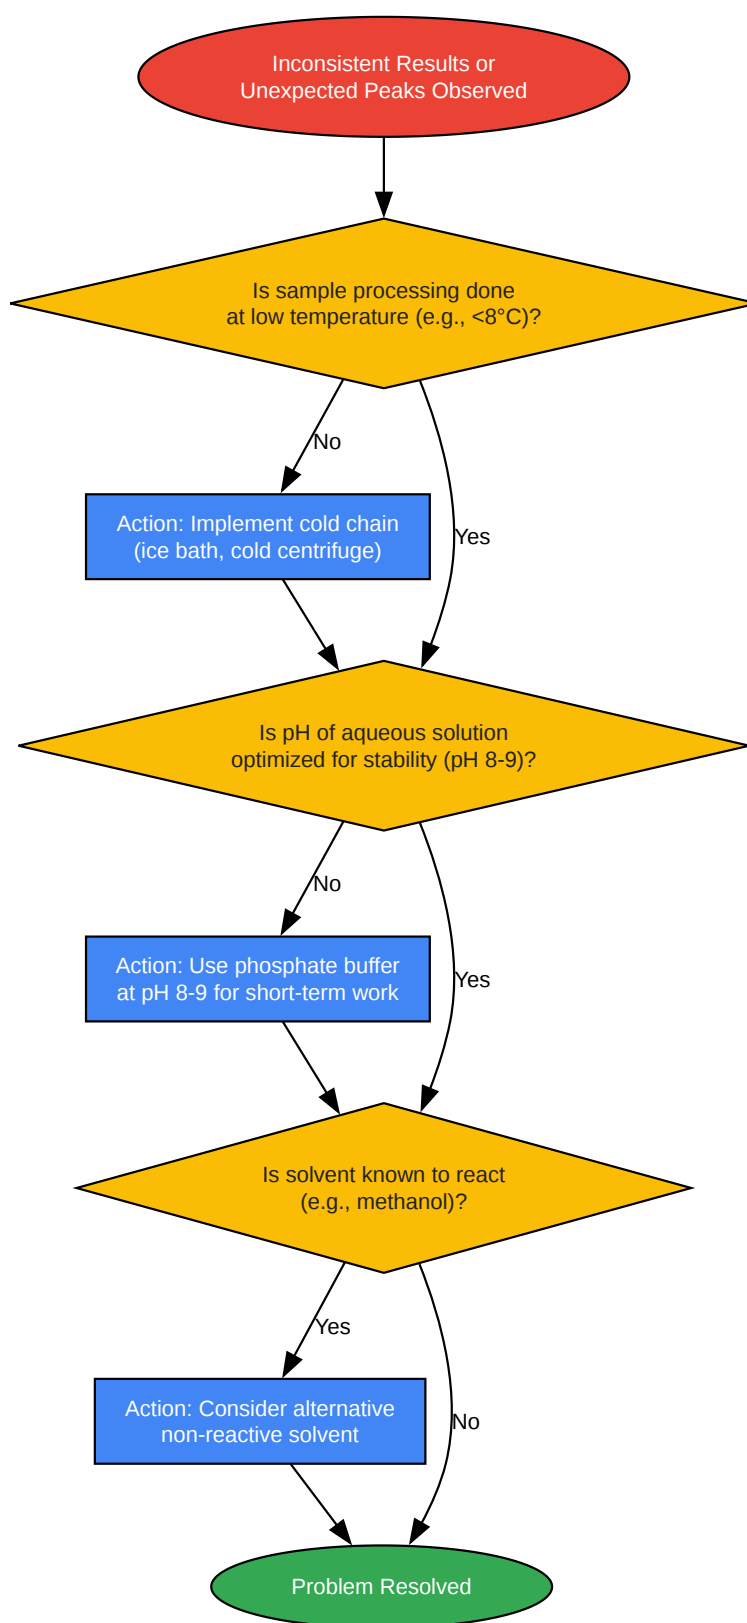 Inconsistent Results or
Unexpected Peaks Observed
Is sample processing done
at low temperature (e.g., <8°C)?
No
Action: Implement cold chain
(ice bath, cold centrifuge)
Yes
Is pH of aqueous solution
optimized for stability (pH 8-9)?
No
Action: Use phosphate buffer
at pH 8-9 for short-term work
Yes
Is solvent known to react
(e.g., methanol)?
Yes
Action: Consider alternative
non-reactive solvent
No
Problem Resolved